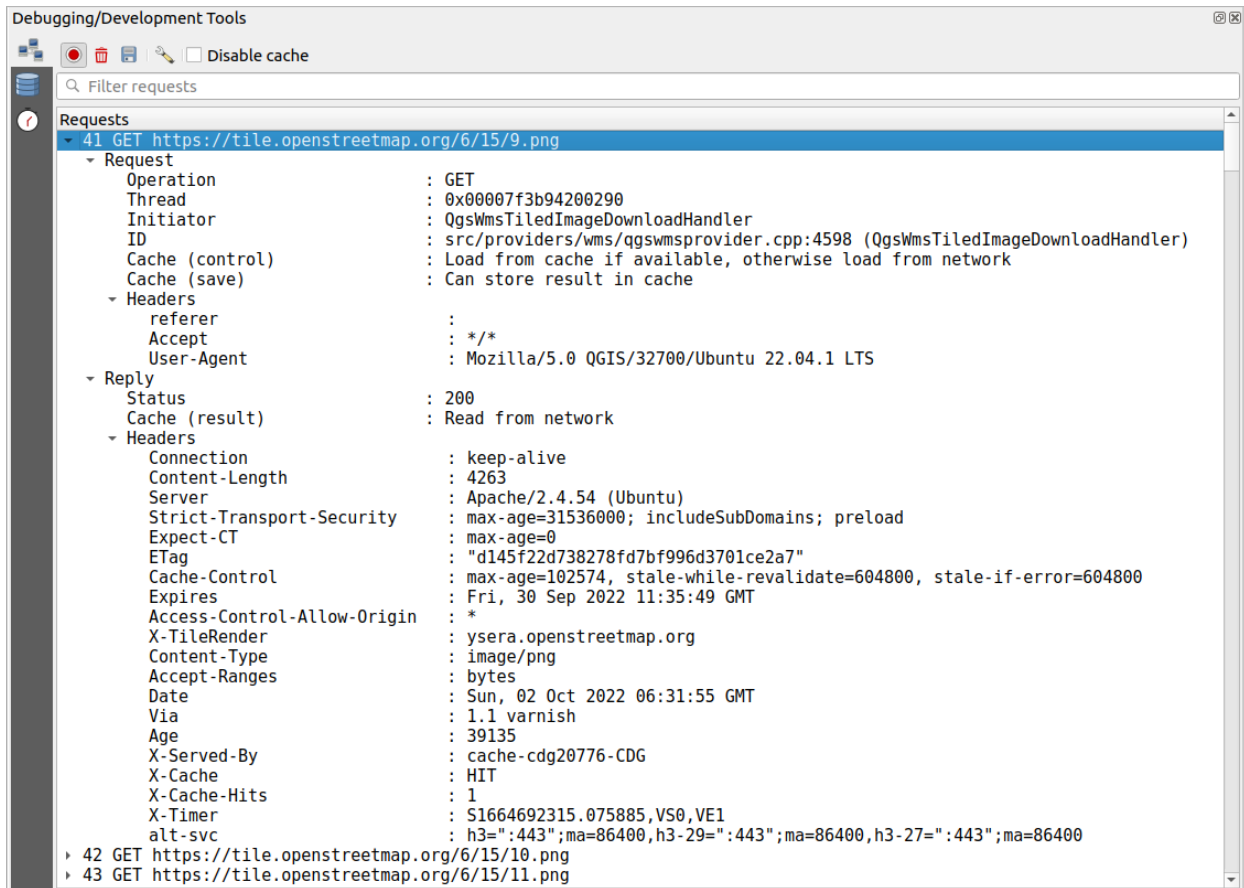 Debugging/Development Tools
Disable cache
Filter requests
Requests
41 GET https://tile.openstreetmap.org/6/15/9.png
Request
Operation : GET
Thread : 0x00007f3b94200290
Initiator : QgsWmsTiledImageDownloadHandler
ID : src/providers/wms/qgswmsprovider.cpp:4598 (QgsWmsTiledImageDownloadHandler)
Cache (control) : Load from cache if available, otherwise load from network
Cache (save) : Can store result in cache
Headers
referer :
Accept : */*
User-Agent : Mozilla/5.0 QGIS/32700/Ubuntu 22.04.1 LTS
Reply
Status : 200
Cache (result) : Read from network
Headers
Connection : keep-alive
Content-Length : 4263
Server : Apache/2.4.54 (Ubuntu)
Strict-Transport-Security : max-age=31536000; includeSubDomains; preload
Expect-CT : max-age=0
ETag : "d145f22d738278fd7bf996d3701ce2a7"
Cache-Control : max-age=102574, stale-while-revalidate=604800, stale-if-error=604800
Expires : Fri, 30 Sep 2022 11:35:49 GMT
Access-Control-Allow-Origin : *
X-TileRender : ysera.openstreetmap.org
Content-Type : image/png
Accept-Ranges : bytes
Date : Sun, 02 Oct 2022 06:31:55 GMT
Via : 1.1 varnish
Age : 39135
X-Served-By : cache-cdg20776-CDG
X-Cache : HIT
X-Cache-Hits : 1
X-Timer : S1664692315.075885,VS0,VE1
alt-svc : h3=":443";ma=86400,h3-29=":443";ma=86400,h3-27=":443";ma=86400
42 GET https://tile.openstreetmap.org/6/15/10.png
43 GET https://tile.openstreetmap.org/6/15/11.png